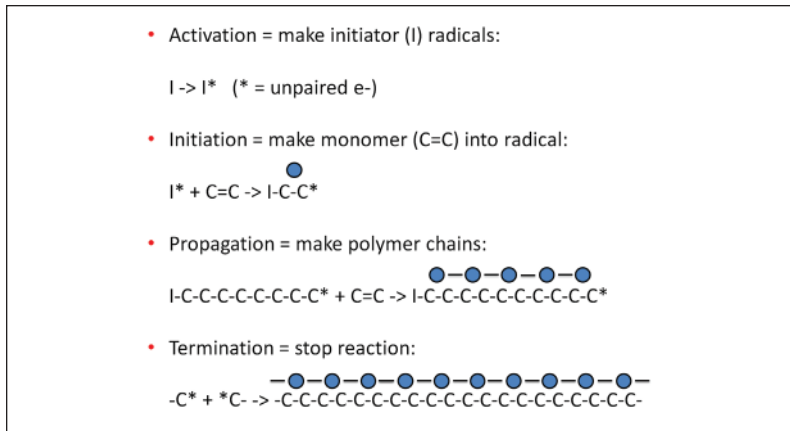 • Activation = make initiator (I) radicals:
I -> I* (* = unpaired e-)
• Initiation = make monomer (C=C) into radical:
I* + C=C -> I-C-C*
• Propagation = make polymer chains:
I-C-C-C-C-C-C-C-C* + C=C -> I-C-C-C-C-C-C-C-C-C-C*
• Termination = stop reaction:
-C* + *C- -> -C-C-C-C-C-C-C-C-C-C-C-C-C-C-C-C-C-C-C-C-